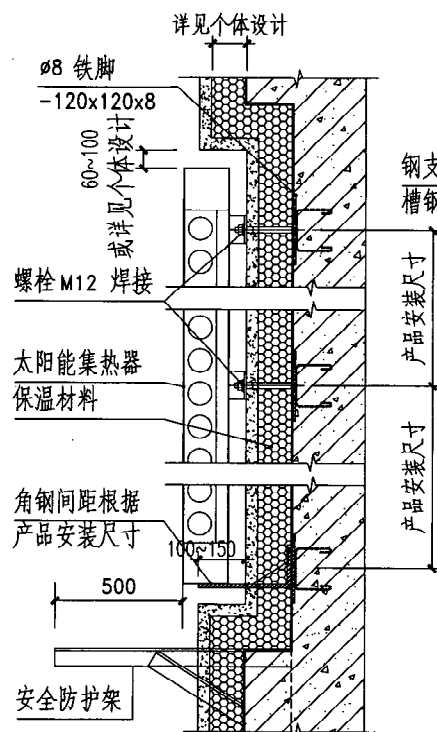 详见个体设计
ø8 铁脚
-120x120x8
60~100
或详见个体设计
钢支
槽钢
螺栓 M12 焊接
产品安装尺寸
太阳能集热器
保温材料
产品安装尺寸
角钢间距根据
产品安装尺寸
100~150
500
安全防护架